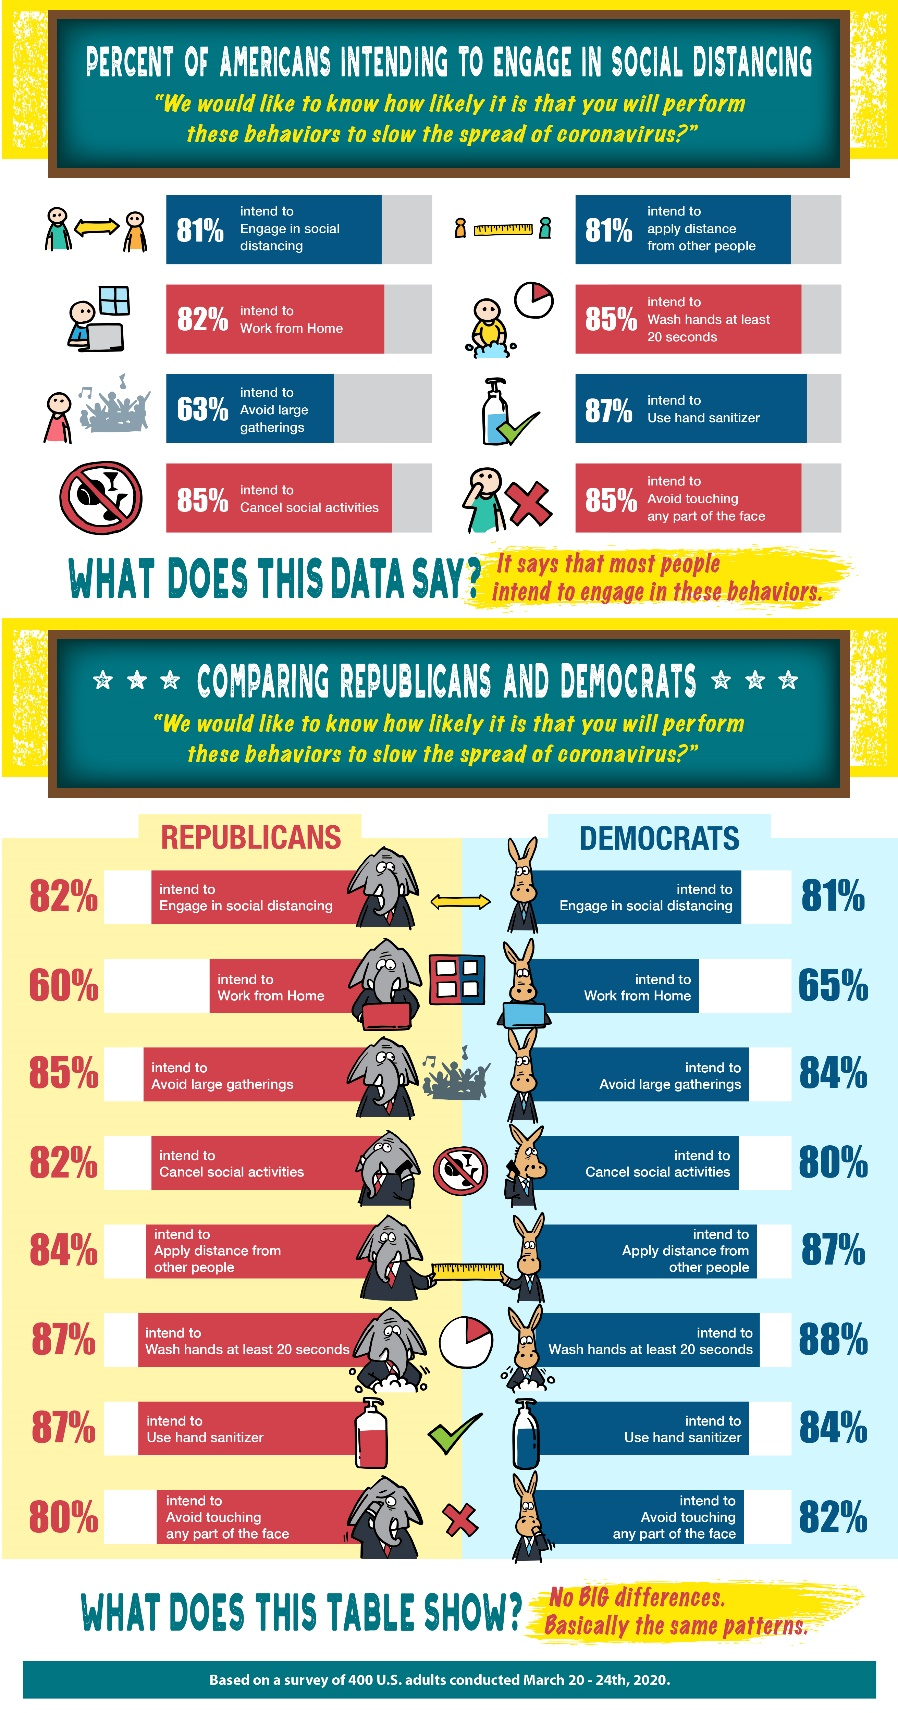 PERCENT OF AMERICANS INTENDING TO ENGAGE IN SOCIAL DISTANCING
“We would like to know how likely it is that you will perform
these behaviors to slow the spread of coronavirus?”
81%
intend to
Engage in social
distancing
81%
intend to
apply distance
from other people
82%
intend to
Work from Home
85%
intend to
Wash hands at least
20 seconds
63%
intend to
Avoid large
gatherings
87%
intend to
Use hand sanitizer
85%
intend to
Cancel social activities
85%
intend to
Avoid touching
any part of the face
WHAT DOES THIS DATA SAY?
It says that most people
intend to engage in these behaviors.
COMPARING REPUBLICANS AND DEMOCRATS
“We would like to know how likely it is that you will perform
these behaviors to slow the spread of coronavirus?”
REPUBLICANS
DEMOCRATS
82%
intend to
Engage in social distancing
intend to
Engage in social distancing
81%
60%
intend to
Work from Home
intend to
Work from Home
65%
85%
intend to
Avoid large gatherings
intend to
Avoid large gatherings
84%
82%
intend to
Cancel social activities
intend to
Cancel social activities
80%
84%
intend to
Apply distance from
other people
intend to
Apply distance from
other people
87%
87%
intend to
Wash hands at least 20 seconds
intend to
Wash hands at least 20 seconds
88%
87%
intend to
Use hand sanitizer
intend to
Use hand sanitizer
84%
80%
intend to
Avoid touching
any part of the face
intend to
Avoid touching
any part of the face
82%
WHAT DOES THIS TABLE SHOW?
No BIG differences.
Basically the same patterns.
Based on a survey of 400 U.S. adults conducted March 20 - 24th, 2020.